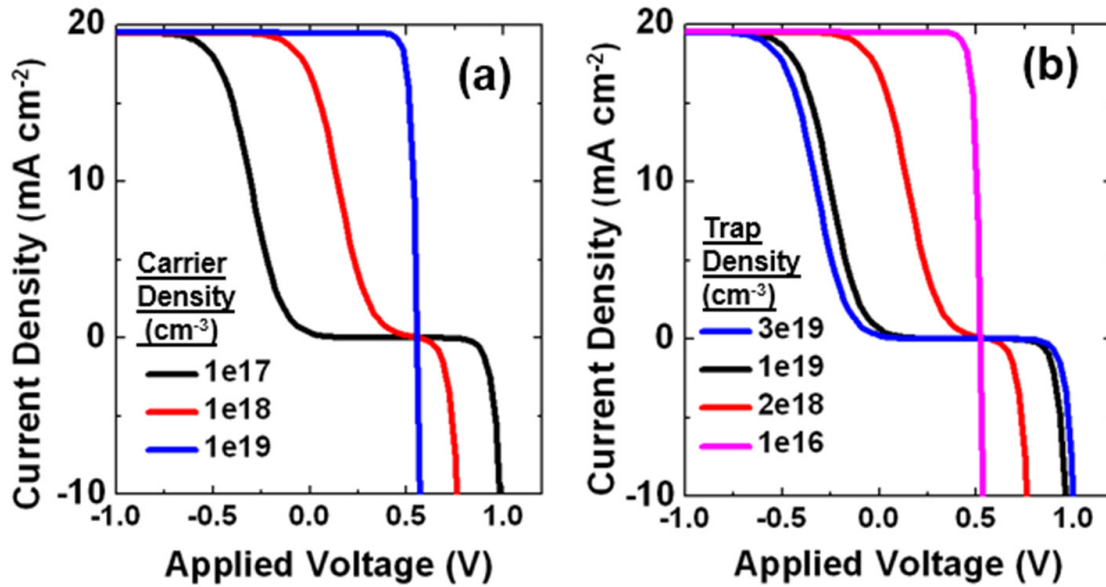 (a)
Current Density (mA cm-2)
20
10
0
-10
Carrier
Density
(cm-3)
1e17
1e18
1e19
-1.0 -0.5 0.0 0.5 1.0
Applied Voltage (V)
(b)
Current Density (mA cm-2)
20
10
0
-10
Trap
Density
(cm-3)
3e19
1e19
2e18
1e16
-1.0 -0.5 0.0 0.5 1.0
Applied Voltage (V)